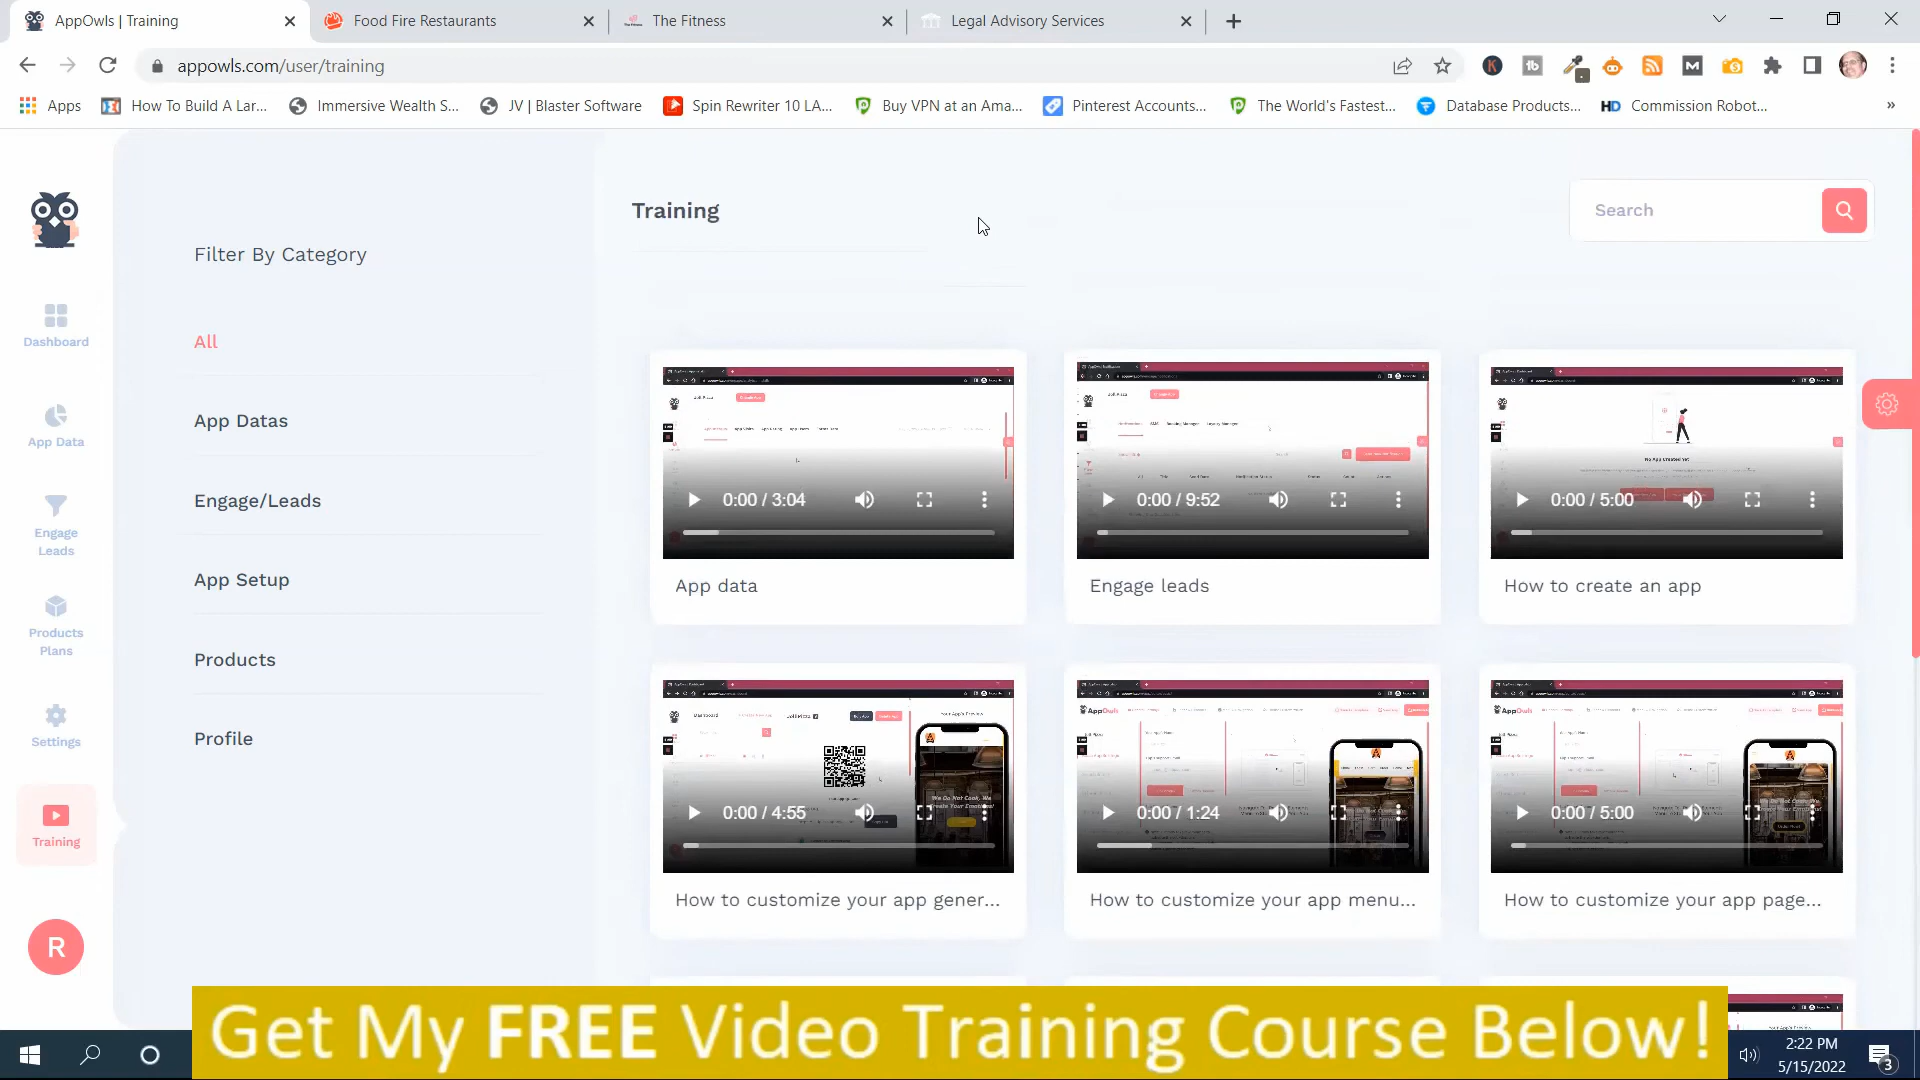 AppOwls | Training
Food Fire Restaurants
The Fitness
Legal Advisory Services
appowls.com/user/training
Apps
How To Build A Lar...
Immersive Wealth S...
JV | Blaster Software
Spin Rewriter 10 LA...
Buy VPN at an Ama...
Pinterest Accounts...
The World's Fastest...
Database Products...
HD Commission Robot...
Training
Search
Filter By Category
All
App Datas
Engage/Leads
App Setup
Products
Profile
Dashboard
App Data
Engage
Leads
Products
Plans
Settings
Training
R
0:00 / 3:04
App data
0:00 / 9:52
Engage leads
No App Created Yet
0:00 / 5:00
How to create an app
0:00 / 4:55
How to customize your app gener...
0:00 / 1:24
How to customize your app menu...
0:00 / 5:00
How to customize your app page...
Get My FREE Video Training Course Below!
2:22 PM
5/15/2022
3